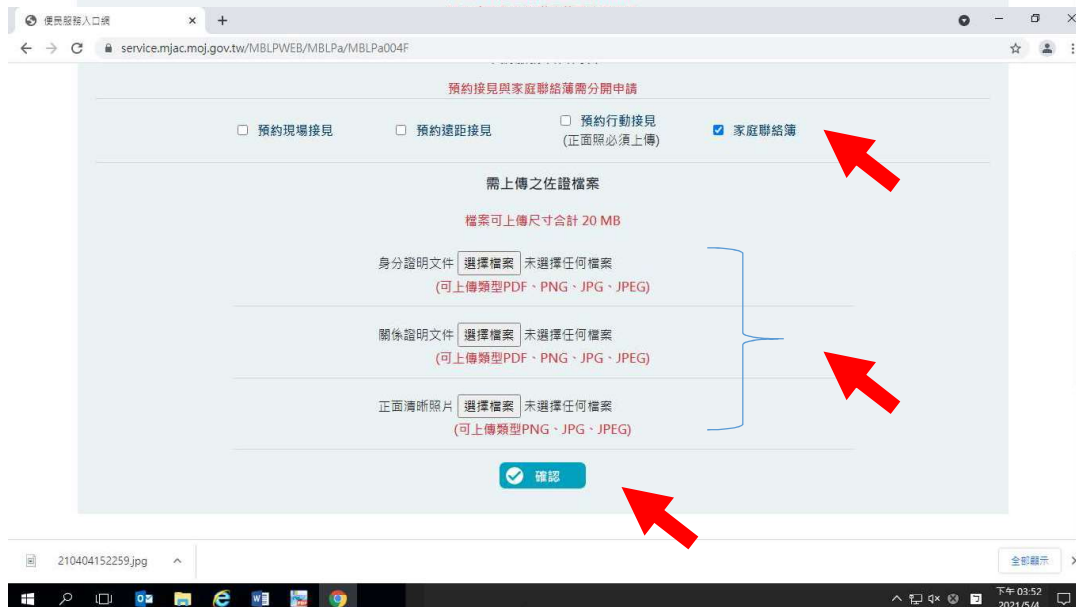 便民服務入口網
service.mjac.moj.gov.tw/MBLPWEB/MBLPa/MBLPa004F
預約接見與家庭聯絡薄需分開申請
預約現場接見 預約遠距接見 預約行動接見 家庭聯絡簿
(正面照必須上傳)
需上傳之佐證檔案
檔案可上傳尺寸合計 20 MB
身分證明文件 選擇檔案 未選擇任何檔案
(可上傳類型PDF、PNG、JPG、JPEG)
關係證明文件 選擇檔案 未選擇任何檔案
(可上傳類型PDF、PNG、JPG、JPEG)
正面清晰照片 選擇檔案 未選擇任何檔案
(可上傳類型PNG、JPG、JPEG)
確認
210404152259.jpg 全部顯示
下午 03:52
2021/5/4